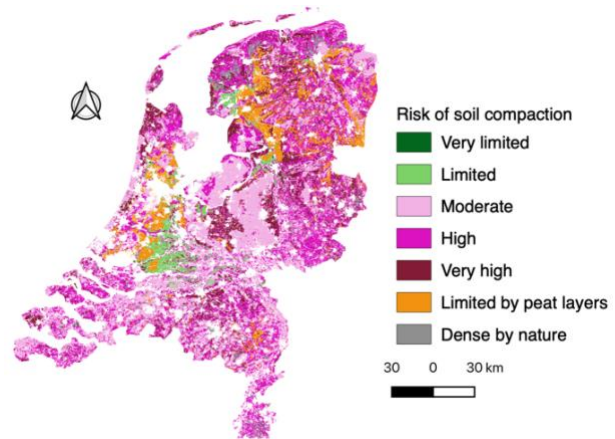 Risk of soil compaction
Very limited
Limited
Moderate
High
Very high
Limited by peat layers
Dense by nature
30 0 30 km